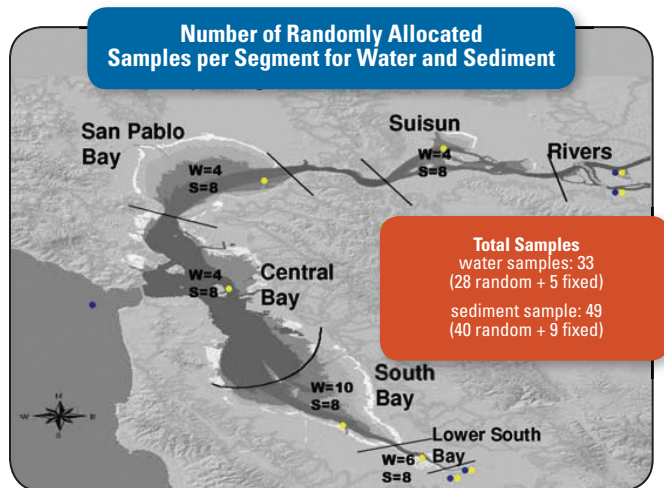 Number of Randomly Allocated
Samples per Segment for Water and Sediment
San Pablo
Bay
Suisun
Rivers
W=4
S=8
W=4
S=8
Total Samples
water samples: 33
(28 random + 5 fixed)
sediment sample: 49
(40 random + 9 fixed)
W=4
S=8
Central
Bay
W=10
S=8
South
Bay
N
W
E
S
Lower South
Bay
W=6
S=8